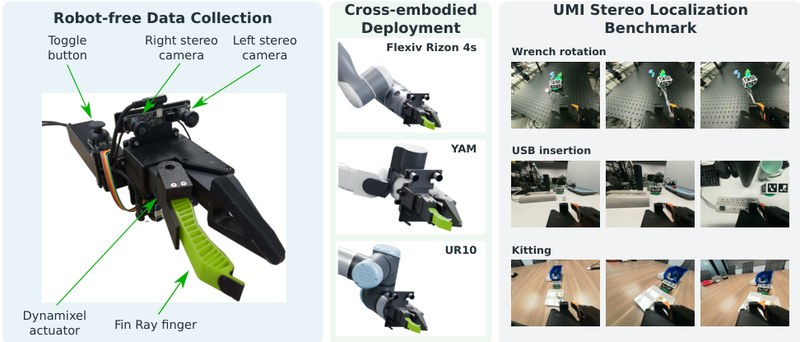 Robot-free Data Collection
Toggle
button
Right stereo
camera
Left stereo
camera
Dynamixel
actuator
Fin Ray finger
Cross-embodied
Deployment
Flexiv Rizon 4s
YAM
UR10
UMI Stereo Localization
Benchmark
Wrench rotation
USB insertion
Kitting